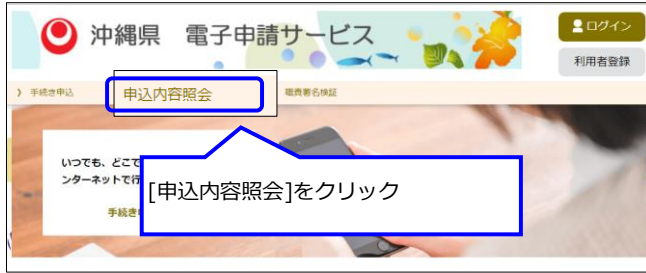 沖縄県 電子申請サービス
ログイン
利用者登録
》 手続き申込
申込内容照会
職責署名検証
いつでも、どこで
ンターネットで行
手続き
[申込内容照会]をクリック